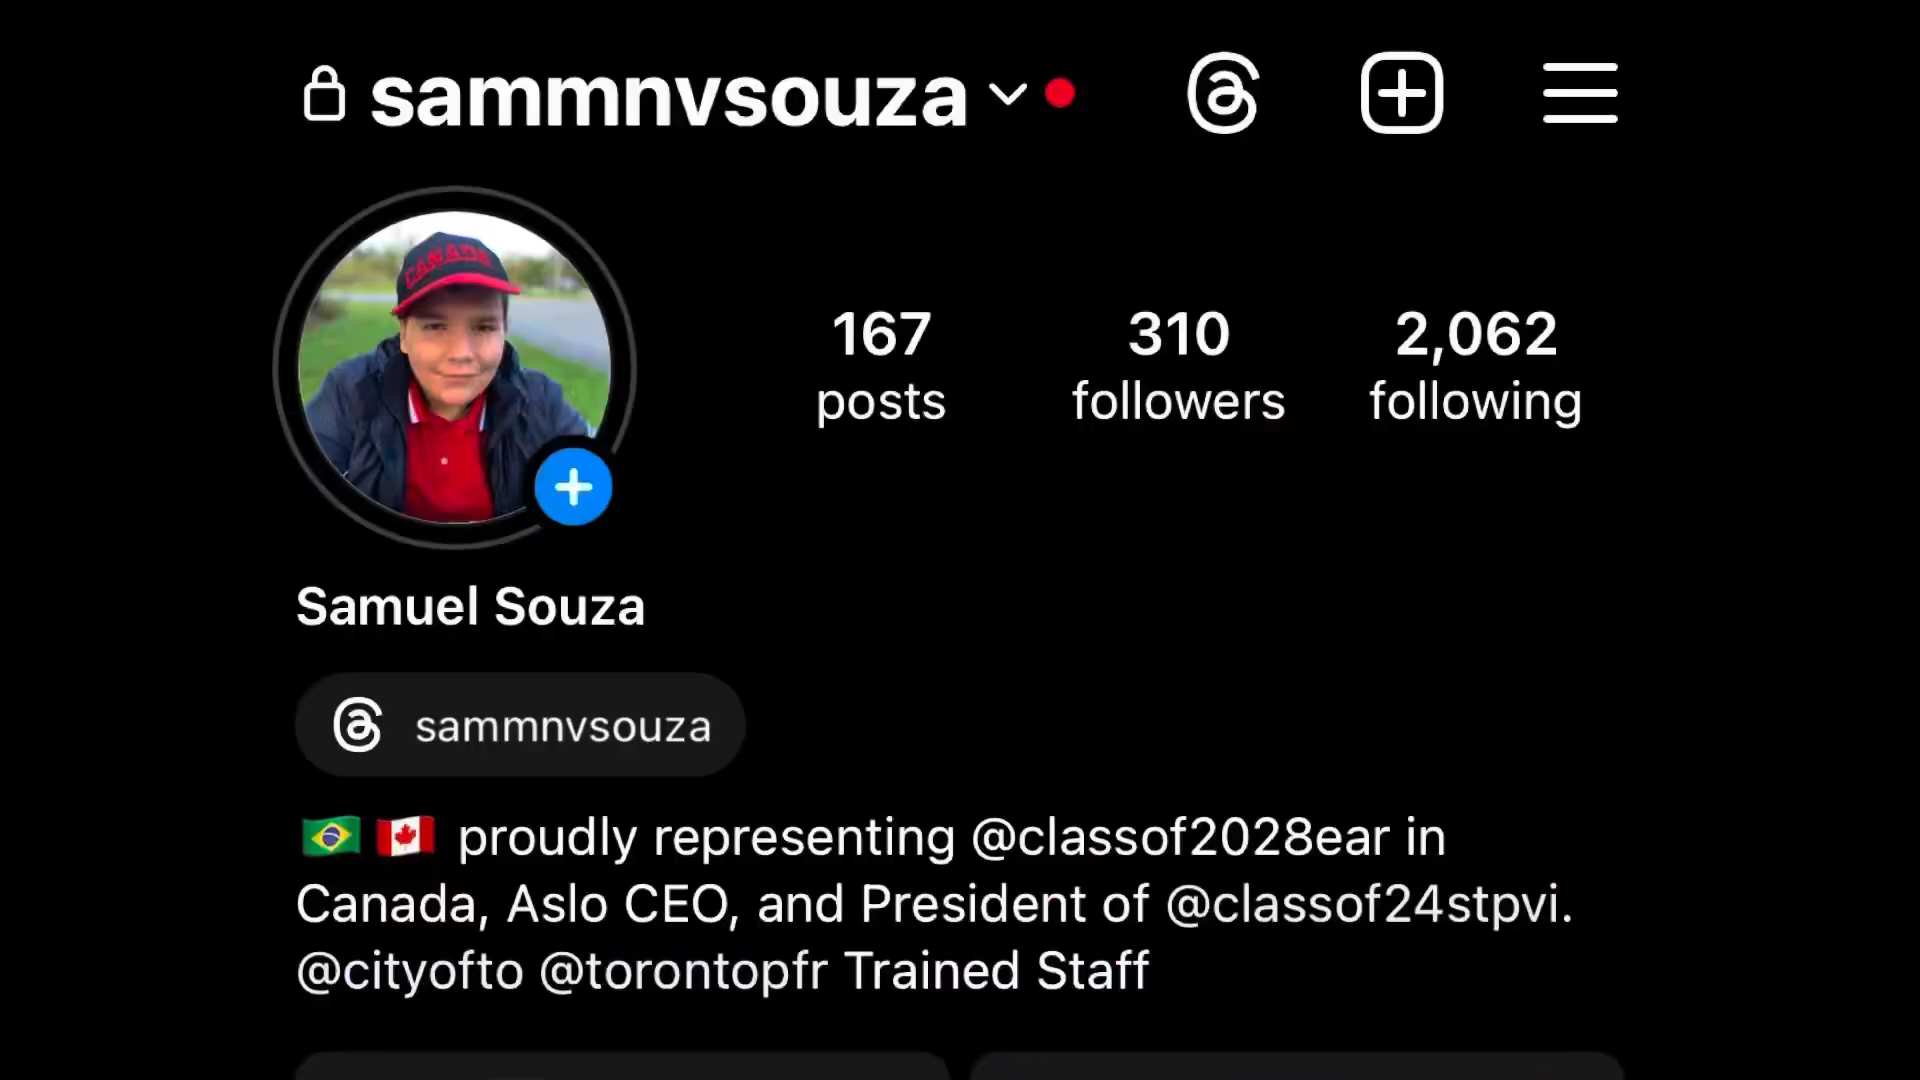 sammnvsouza
CANADA
167
posts
310
followers
2,062
following
Samuel Souza
sammnvsouza
🇧🇷 🇨🇦 proudly representing @classof2028ear in
Canada, Aslo CEO, and President of @classof24stpvi.
@cityofto @torontopfr Trained Staff